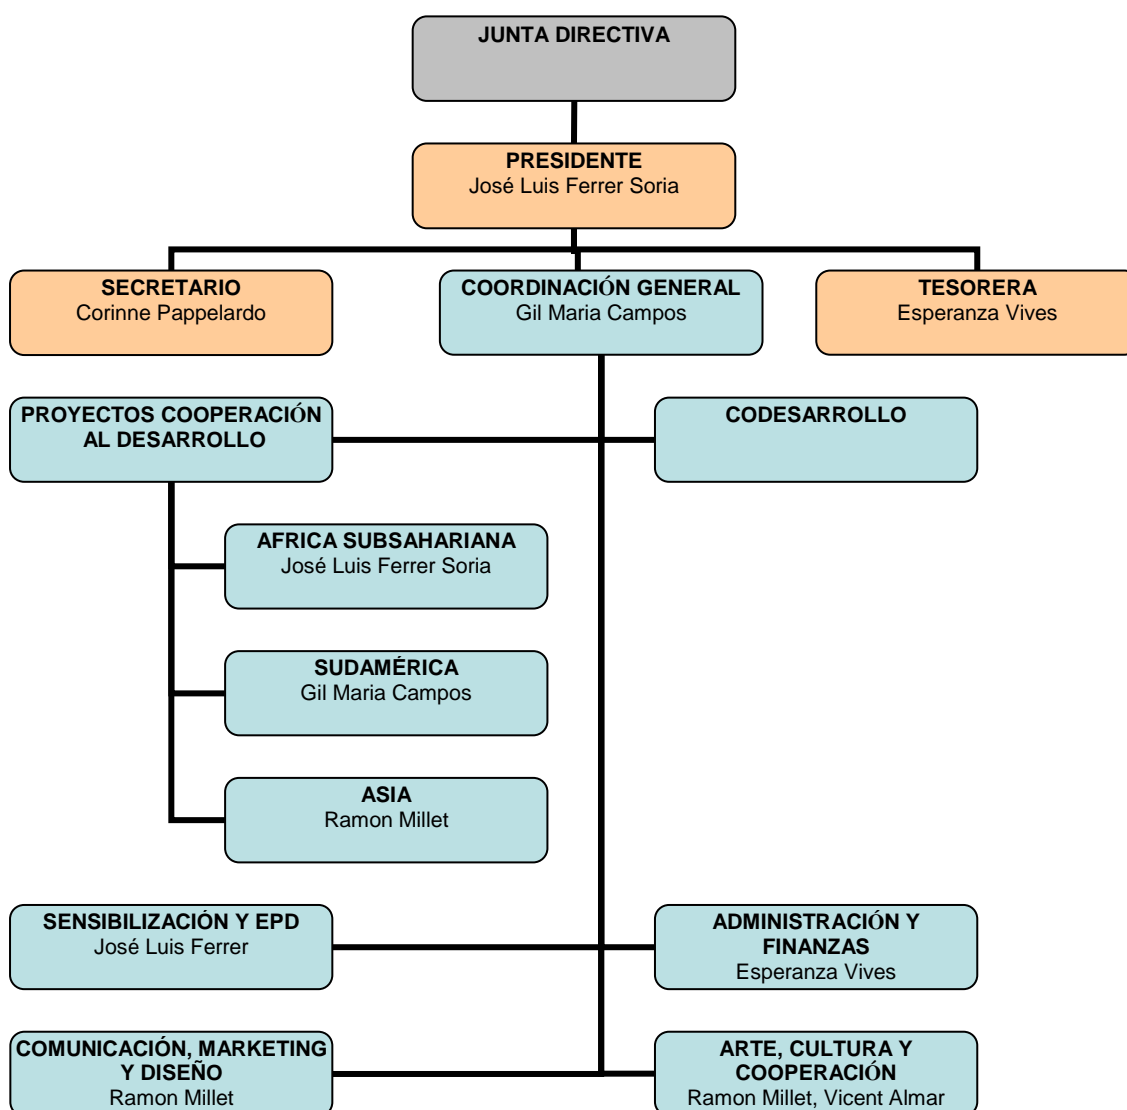 JUNTA DIRECTIVA
PRESIDENTE
José Luis Ferrer Soria
SECRETARIO
Corinne Pappelardo
COORDINACIÓN GENERAL
Gil Maria Campos
TESORERA
Esperanza Vives
PROYECTOS COOPERACIÓN
AL DESARROLLO
CODESARROLLO
AFRICA SUBSAHARIANA
José Luis Ferrer Soria
SUDAMÉRICA
Gil Maria Campos
ASIA
Ramon Millet
SENSIBILIZACIÓN Y EPD
José Luis Ferrer
ADMINISTRACIÓN Y
FINANZAS
Esperanza Vives
COMUNICACIÓN, MARKETING
Y DISEÑO
Ramon Millet
ARTE, CULTURA Y
COOPERACIÓN
Ramon Millet, Vicent Almar